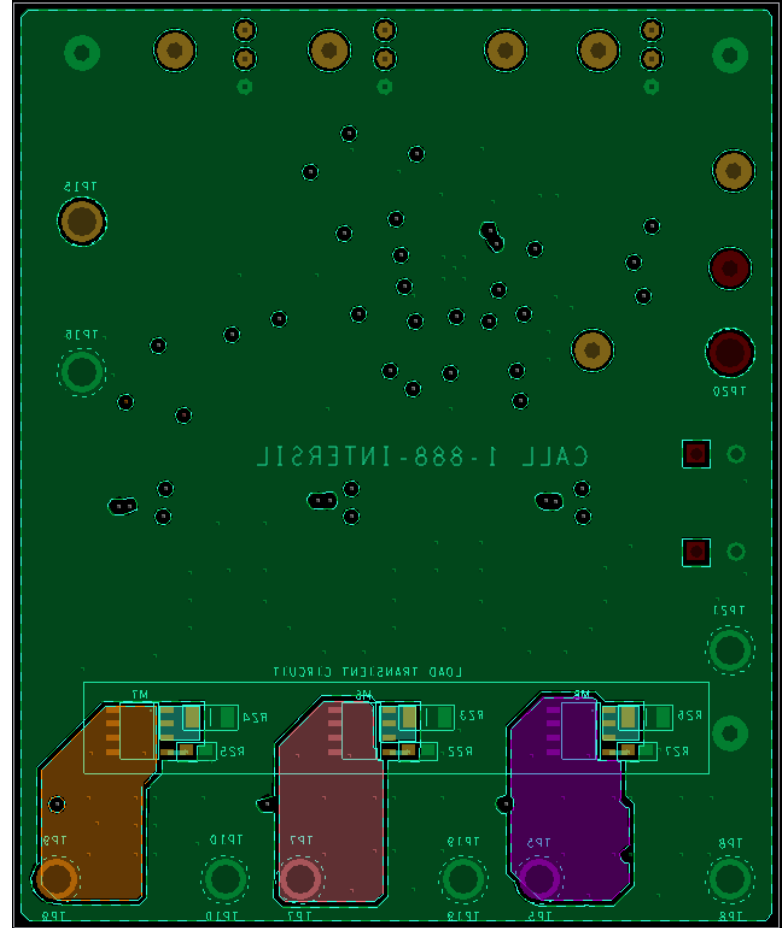 TP15
TP16
TP20
CALL 1-888-INTERSIL
TP21
LOAD TRANSIENT CIRCUIT
M7
M6
M8
R24
R23
R26
R25
R22
R27
TP9
TP10
TP7
TP19
TP5
TP8
TP9
TP10
TP7
TP19
TP5
TP8